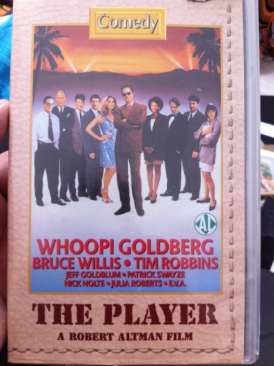 Comedy
AL
WHOOPI GOLDBERG
BRUCE WILLIS • TIM ROBBINS
JEFF GOLDBLUM • PATRICK SWAYZE
NICK NOLTE • JULIA ROBERTS • E.V.A.
THE PLAYER
A ROBERT ALTMAN FILM